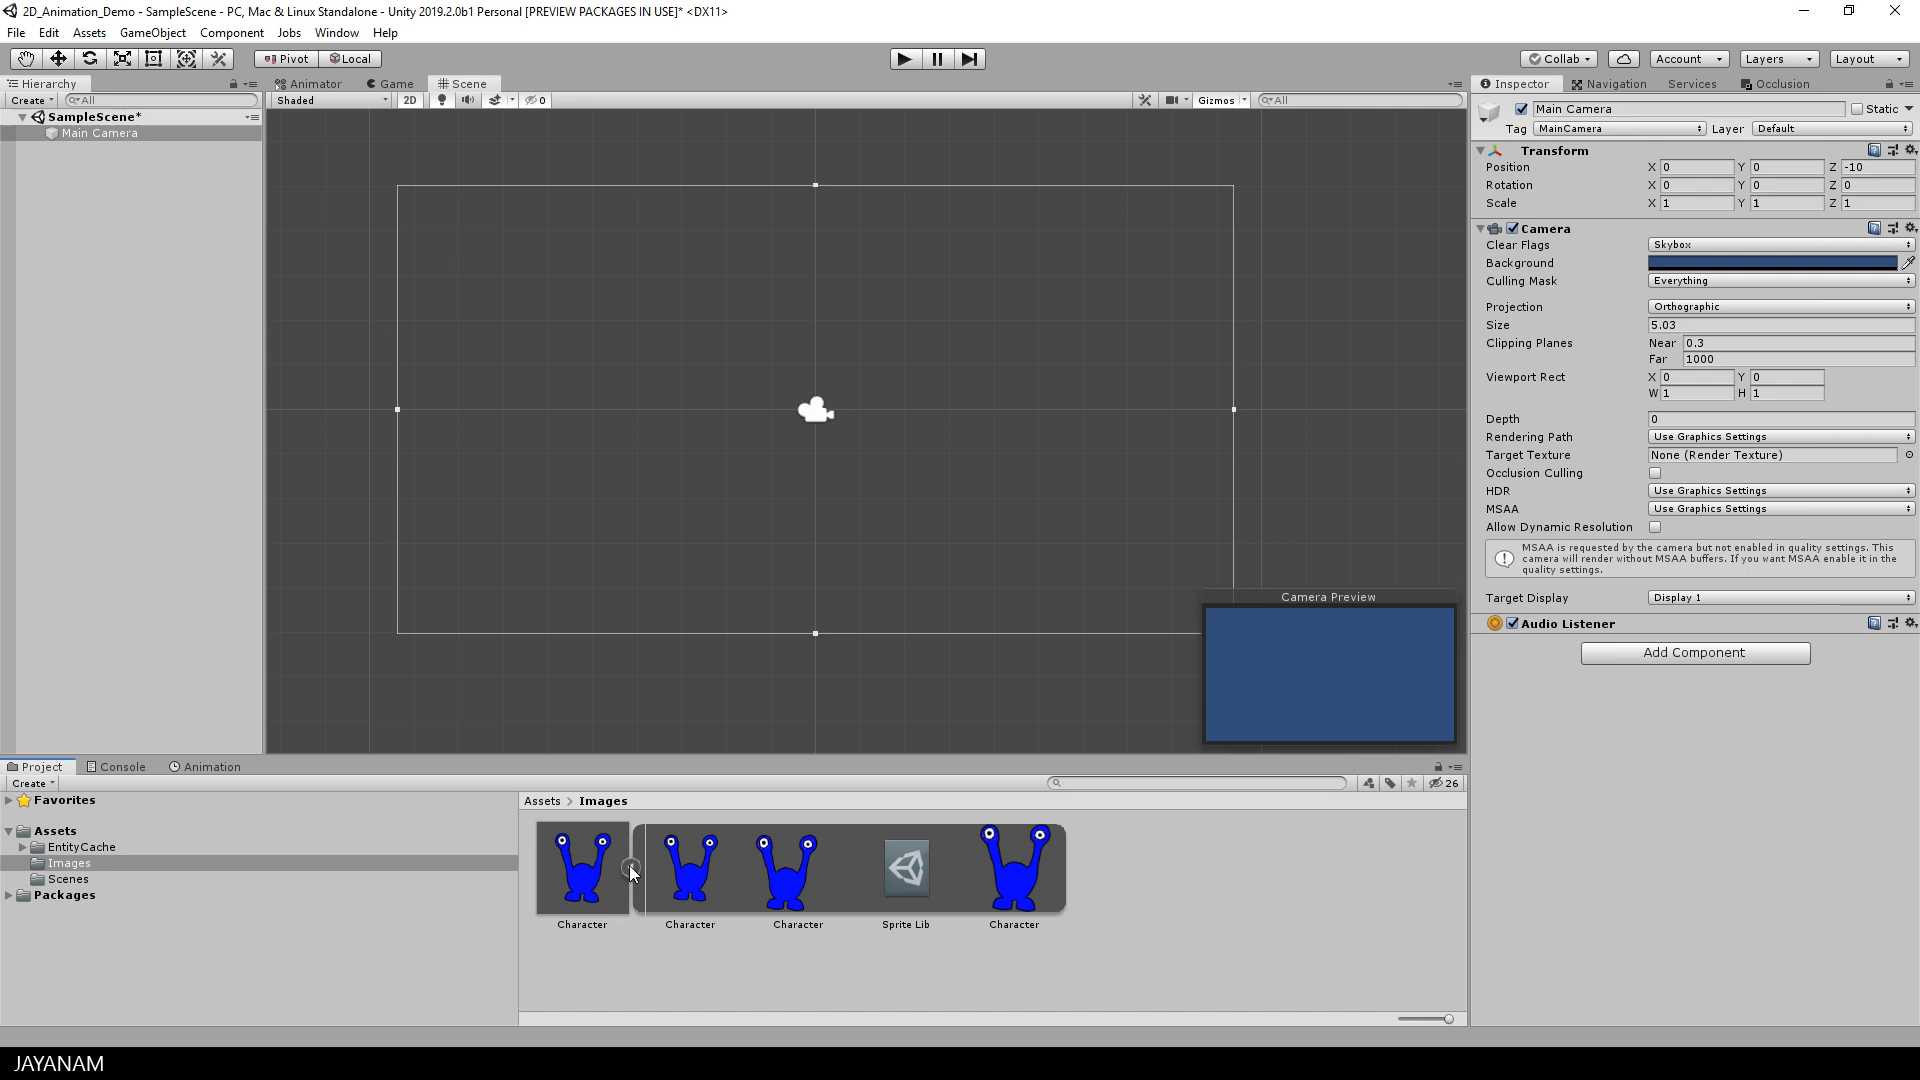 2D_Animation_Demo - SampleScene - PC, Mac & Linux Standalone - Unity 2019.2.0b1 Personal [PREVIEW PACKAGES IN USE]* <DX11>
File Edit Assets GameObject Component Jobs Window Help
Pivot Local Collab Account Layers Layout
Hierarchy Animator Game Scene Inspector Navigation Services Occlusion
Create All Shaded 2D 0 Gizmos All
SampleScene*
Main Camera
Main Camera Static
Tag MainCamera Layer Default
Transform
Position X 0 Y 0 Z -10
Rotation X 0 Y 0 Z 0
Scale X 1 Y 1 Z 1
Camera
Clear Flags Skybox
Background
Culling Mask Everything
Projection Orthographic
Size 5.03
Clipping Planes Near 0.3
Far 1000
Viewport Rect X 0 Y 0
W 1 H 1
Depth 0
Rendering Path Use Graphics Settings
Target Texture None (Render Texture)
Occlusion Culling
HDR Use Graphics Settings
MSAA Use Graphics Settings
Allow Dynamic Resolution
MSAA is requested by the camera but not enabled in quality settings. This
camera will render without MSAA buffers. If you want MSAA enable it in the
quality settings.
Target Display Display 1
Audio Listener
Add Component
Camera Preview
Project Console Animation
Create 26
Favorites
Assets
EntityCache
Images
Scenes
Packages
Assets > Images
Character Character Character Sprite Lib Character
JAYANAM